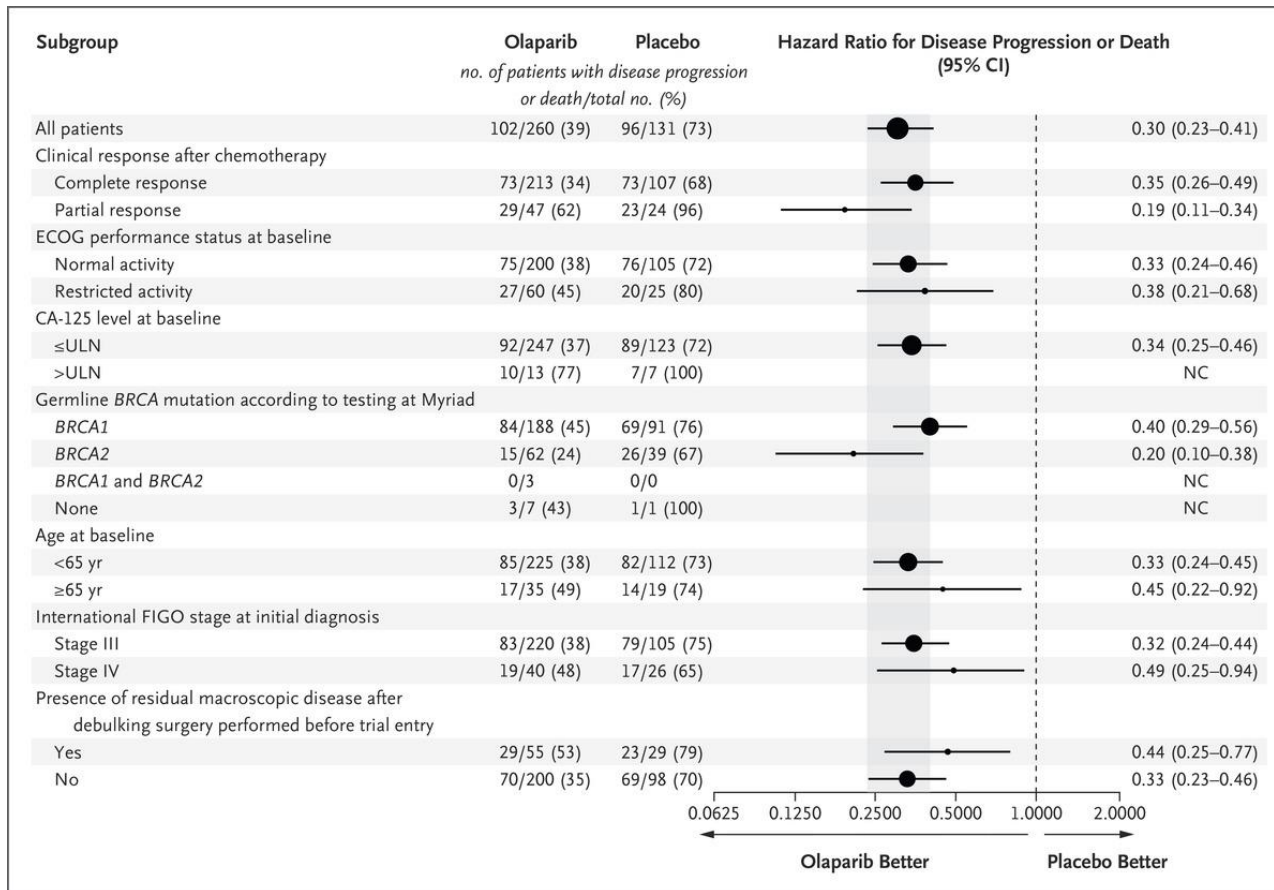 Subgroup Olaparib Placebo Hazard Ratio for Disease Progression or Death
(95% CI)
no. of patients with disease progression
or death/total no. (%)
All patients 102/260 (39) 96/131 (73) 0.30 (0.23–0.41)
Clinical response after chemotherapy
Complete response 73/213 (34) 73/107 (68) 0.35 (0.26–0.49)
Partial response 29/47 (62) 23/24 (96) 0.19 (0.11–0.34)
ECOG performance status at baseline
Normal activity 75/200 (38) 76/105 (72) 0.33 (0.24–0.46)
Restricted activity 27/60 (45) 20/25 (80) 0.38 (0.21–0.68)
CA-125 level at baseline
≤ULN 92/247 (37) 89/123 (72) 0.34 (0.25–0.46)
>ULN 10/13 (77) 7/7 (100) NC
Germline BRCA mutation according to testing at Myriad
BRCA1 84/188 (45) 69/91 (76) 0.40 (0.29–0.56)
BRCA2 15/62 (24) 26/39 (67) 0.20 (0.10–0.38)
BRCA1 and BRCA2 0/3 0/0 NC
None 3/7 (43) 1/1 (100) NC
Age at baseline
<65 yr 85/225 (38) 82/112 (73) 0.33 (0.24–0.45)
≥65 yr 17/35 (49) 14/19 (74) 0.45 (0.22–0.92)
International FIGO stage at initial diagnosis
Stage III 83/220 (38) 79/105 (75) 0.32 (0.24–0.44)
Stage IV 19/40 (48) 17/26 (65) 0.49 (0.25–0.94)
Presence of residual macroscopic disease after
debulking surgery performed before trial entry
Yes 29/55 (53) 23/29 (79) 0.44 (0.25–0.77)
No 70/200 (35) 69/98 (70) 0.33 (0.23–0.46)
0.0625 0.1250 0.2500 0.5000 1.0000 2.0000
Olaparib Better Placebo Better